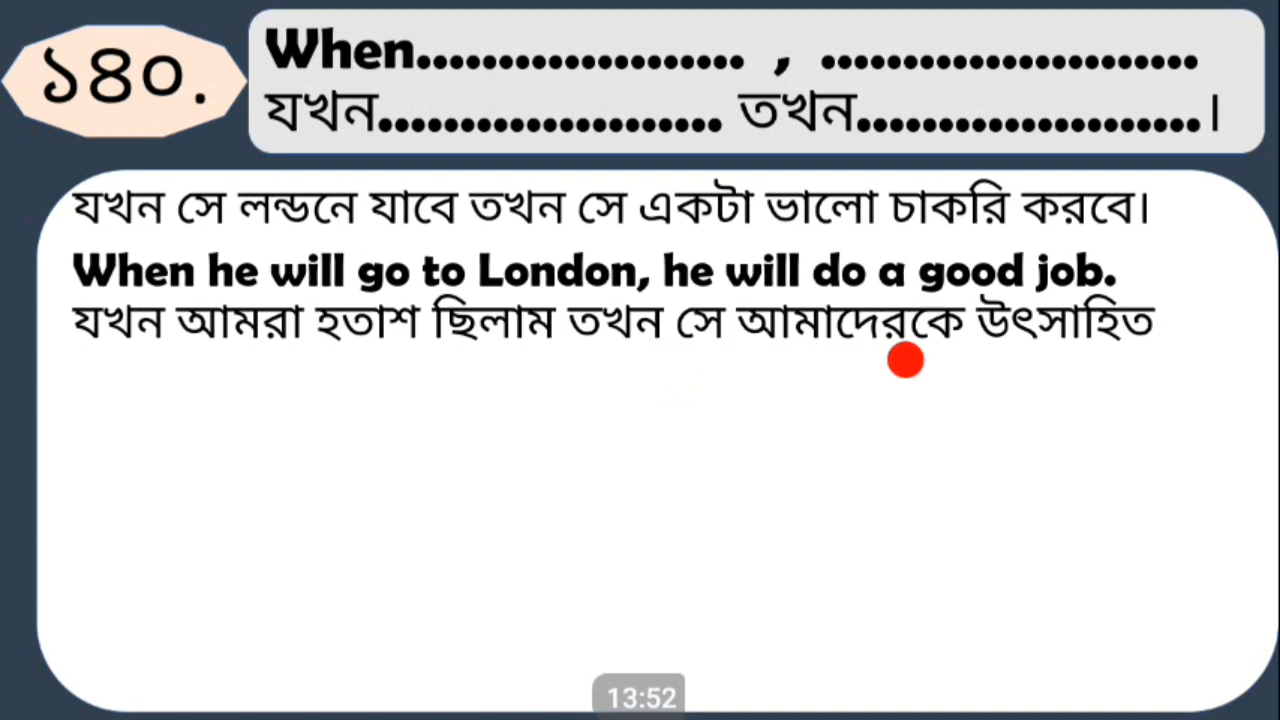 ১৪০.
When.................... , .......................
যখন..................... তখন.....................।
যখন সে লন্ডনে যাবে তখন সে একটা ভালো চাকরি করবে।
When he will go to London, he will do a good job.
যখন আমরা হতাশ ছিলাম তখন সে আমাদেরকে উৎসাহিত
13:52